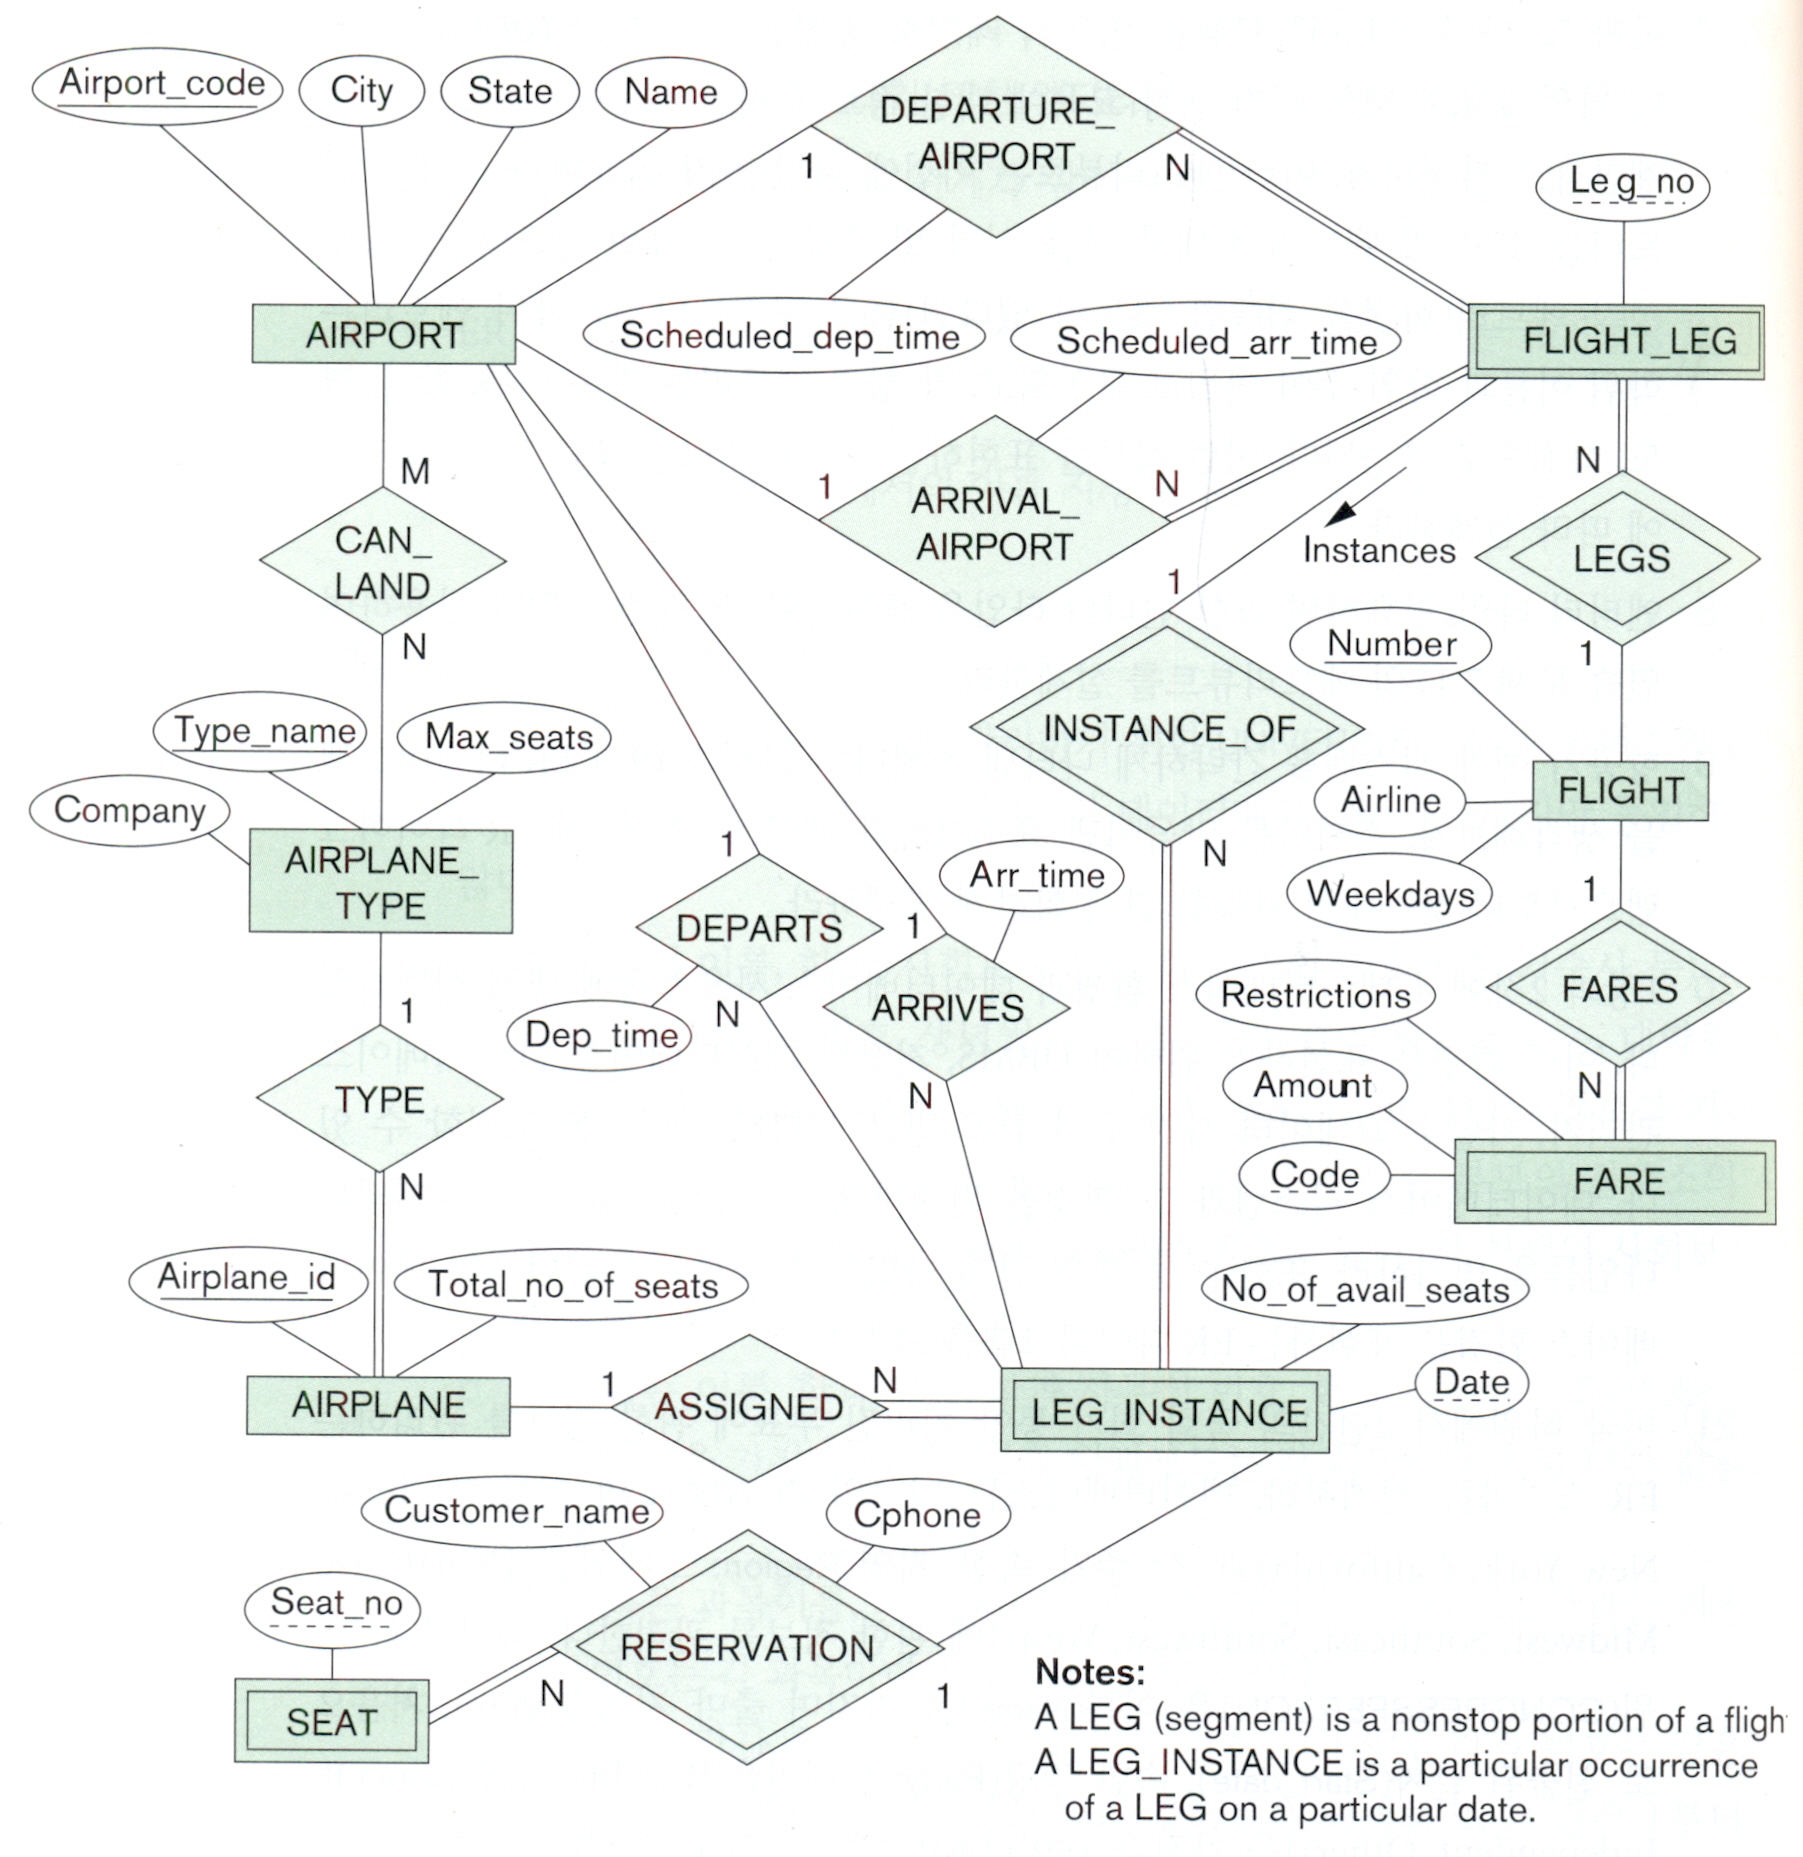 Airport_code
City
State
Name
DEPARTURE_
AIRPORT
1
N
Leg_no
AIRPORT
Scheduled_dep_time
Scheduled_arr_time
FLIGHT_LEG
M
CAN_
LAND
N
1
ARRIVAL_
AIRPORT
N
Instances
N
LEGS
1
1
INSTANCE_OF
N
Number
Type_name
Max_seats
Company
AIRPLANE_
TYPE
Airline
FLIGHT
Weekdays
1
DEPARTS
N
Dep_time
Arr_time
1
ARRIVES
N
1
FARES
N
Restrictions
Amount
Code
FARE
1
TYPE
N
Airplane_id
Total_no_of_seats
No_of_avail_seats
Date
AIRPLANE
1
ASSIGNED
N
LEG_INSTANCE
Customer_name
Cphone
Seat_no
RESERVATION
N
1
SEAT
Notes:
A LEG (segment) is a nonstop portion of a fligh
A LEG_INSTANCE is a particular occurrence
of a LEG on a particular date.